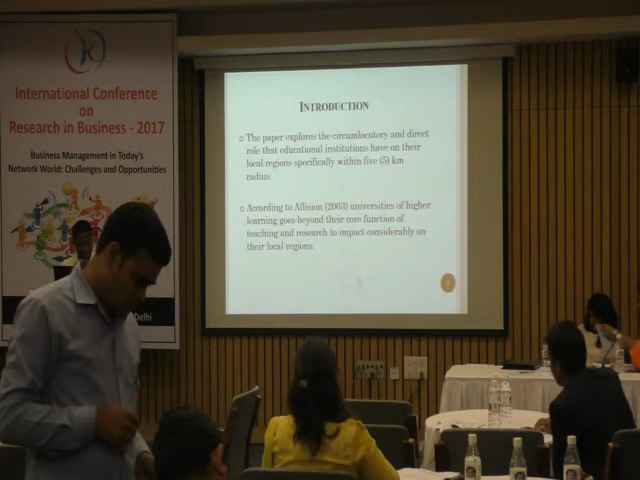 International Conference
on
Research in Business - 2017
Business Management in Today's
Network World: Challenges and Opportunities
Delhi
INTRODUCTION
The paper explores the circumlocutory and direct
role that educational institutions have on their
local regions specifically within five (5) km
radius.
According to Allision (2003) universities of higher
learning goes beyond their core function of
teaching and research to impact considerably on
their local regions.